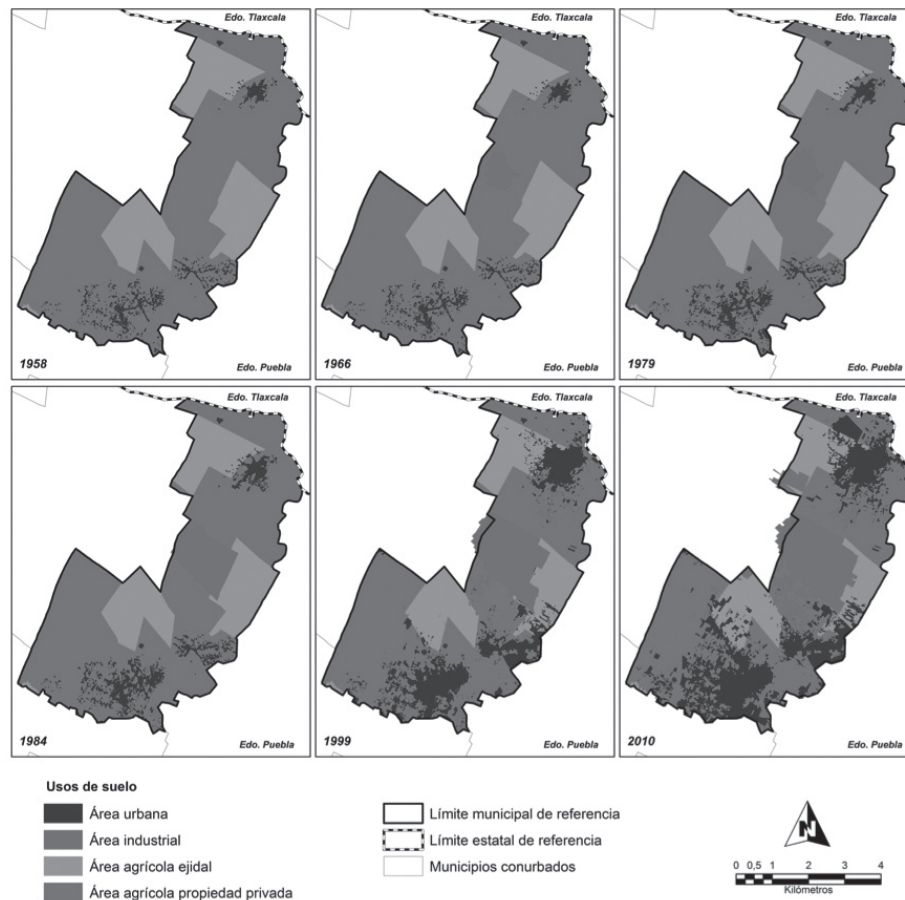 Edo. Tlaxcala
1958
Edo. Puebla
Edo. Tlaxcala
1966
Edo. Puebla
Edo. Tlaxcala
1979
Edo. Puebla
Edo. Tlaxcala
1984
Edo. Puebla
Edo. Tlaxcala
1999
Edo. Puebla
Edo. Tlaxcala
2010
Edo. Puebla
Usos de suelo
Área urbana
Área industrial
Área agrícola ejidal
Área agrícola propiedad privada
Límite municipal de referencia
Límite estatal de referencia
Municipios conurbados
N
0 0,5 1 2 3 4
Kilómetros